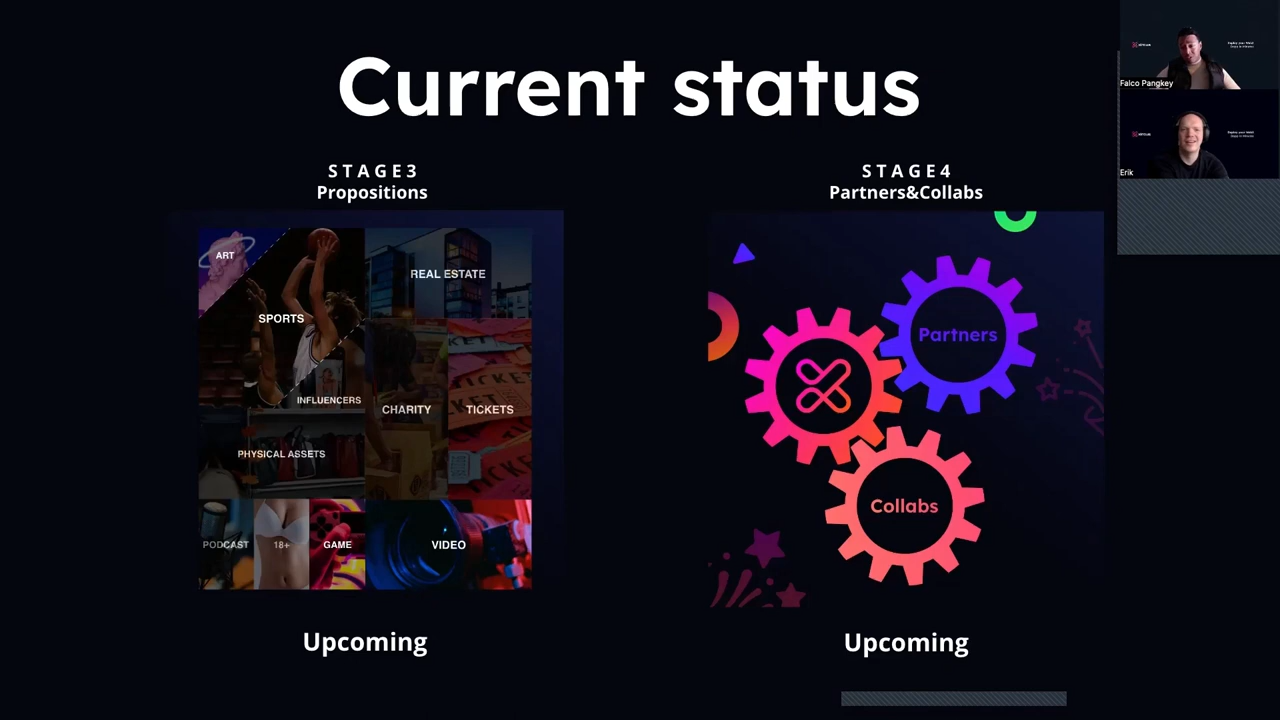 Current status
STAGE3
Propositions
STAGE4
Partners&Collabs
ART
SPORTS
REAL ESTATE
INFLUENCERS
CHARITY
TICKETS
PHYSICAL ASSETS
PODCAST
18+
GAME
VIDEO
Partners
Collabs
Upcoming
Upcoming
Falco Pangkey
Erik